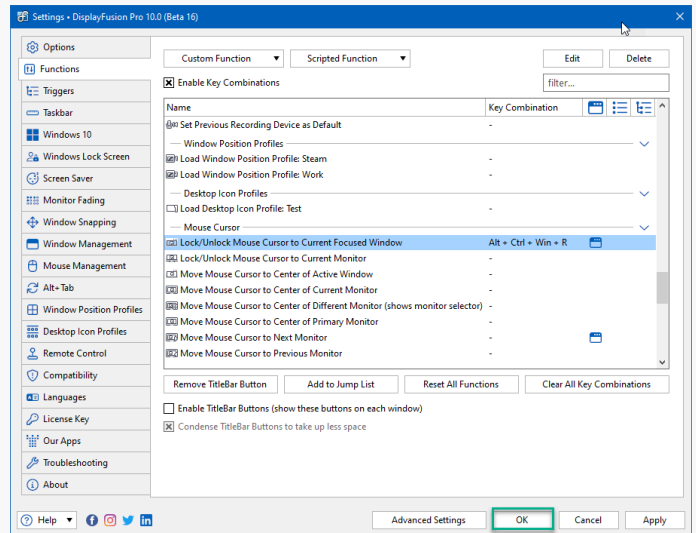 Settings • DisplayFusion Pro 10.0 (Beta 16)
Options
Functions
Triggers
Taskbar
Windows 10
Windows Lock Screen
Screen Saver
Monitor Fading
Window Snapping
Window Management
Mouse Management
Alt+Tab
Window Position Profiles
Desktop Icon Profiles
Remote Control
Compatibility
Languages
License Key
Our Apps
Troubleshooting
About
Custom Function Scripted Function Edit Delete
Enable Key Combinations filter...
Name Key Combination
Set Previous Recording Device as Default -
Window Position Profiles
Load Window Position Profile: Steam -
Load Window Position Profile: Work -
Desktop Icon Profiles
Load Desktop Icon Profile: Test -
Mouse Cursor
Lock/Unlock Mouse Cursor to Current Focused Window Alt + Ctrl + Win + R
Lock/Unlock Mouse Cursor to Current Monitor -
Move Mouse Cursor to Center of Active Window -
Move Mouse Cursor to Center of Current Monitor -
Move Mouse Cursor to Center of Different Monitor (shows monitor selector) -
Move Mouse Cursor to Center of Primary Monitor -
Move Mouse Cursor to Next Monitor -
Move Mouse Cursor to Previous Monitor -
Remove TitleBar Button Add to Jump List Reset All Functions Clear All Key Combinations
Enable TitleBar Buttons (show these buttons on each window)
Condense TitleBar Buttons to take up less space
Help Advanced Settings OK Cancel Apply